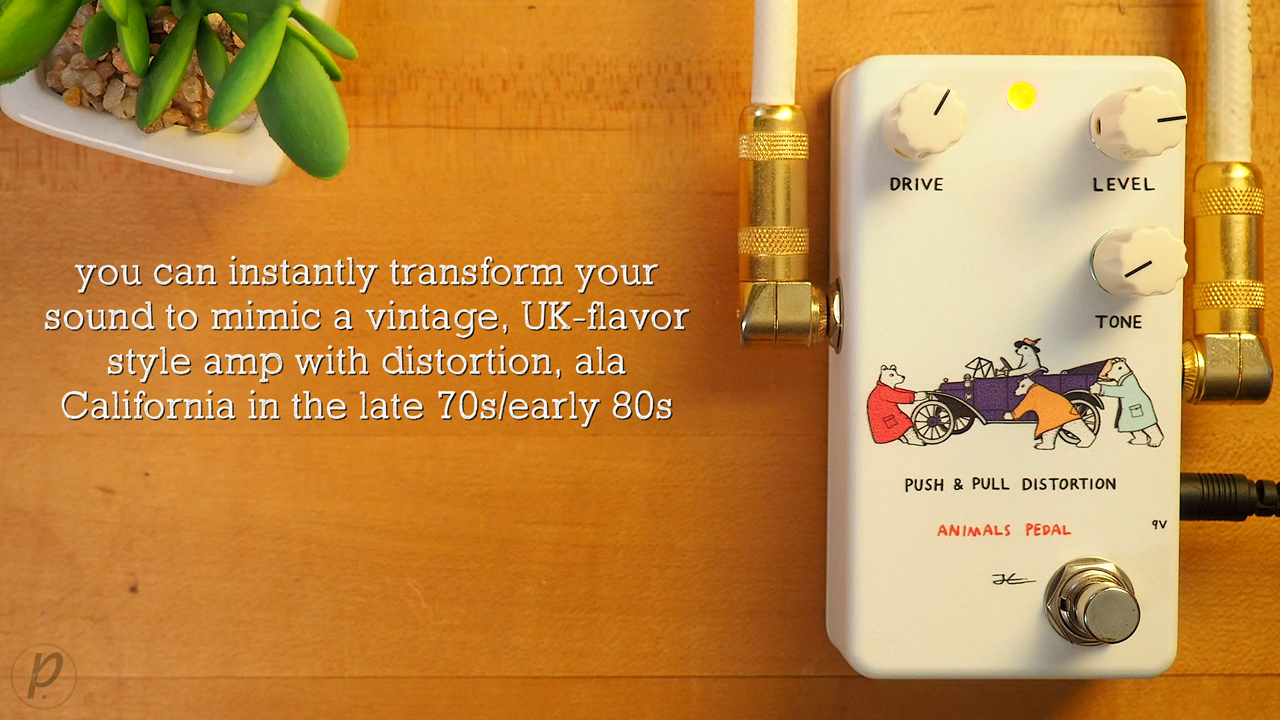 you can instantly transform your
sound to mimic a vintage, UK-flavor
style amp with distortion, ala
California in the late 70s/early 80s
DRIVE
LEVEL
TONE
PUSH & PULL DISTORTION
ANIMALS PEDAL
9V
p